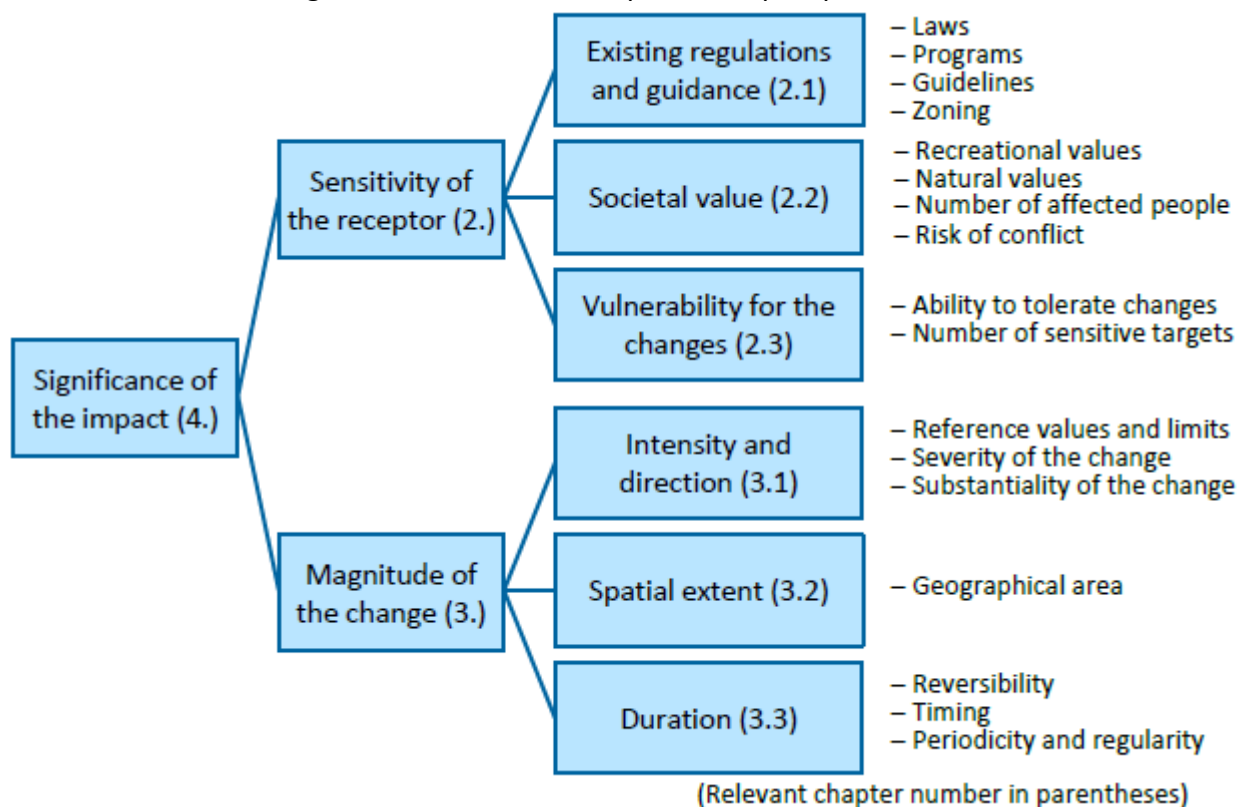 Significance of
the impact (4.)
Sensitivity of
the receptor (2.)
Existing regulations
and guidance (2.1)
– Laws
– Programs
– Guidelines
– Zoning
Societal value (2.2)
– Recreational values
– Natural values
– Number of affected people
– Risk of conflict
Vulnerability for the
changes (2.3)
– Ability to tolerate changes
– Number of sensitive targets
Magnitude of
the change (3.)
Intensity and
direction (3.1)
– Reference values and limits
– Severity of the change
– Substantiality of the change
Spatial extent (3.2)
– Geographical area
Duration (3.3)
– Reversibility
– Timing
– Periodicity and regularity
(Relevant chapter number in parentheses)